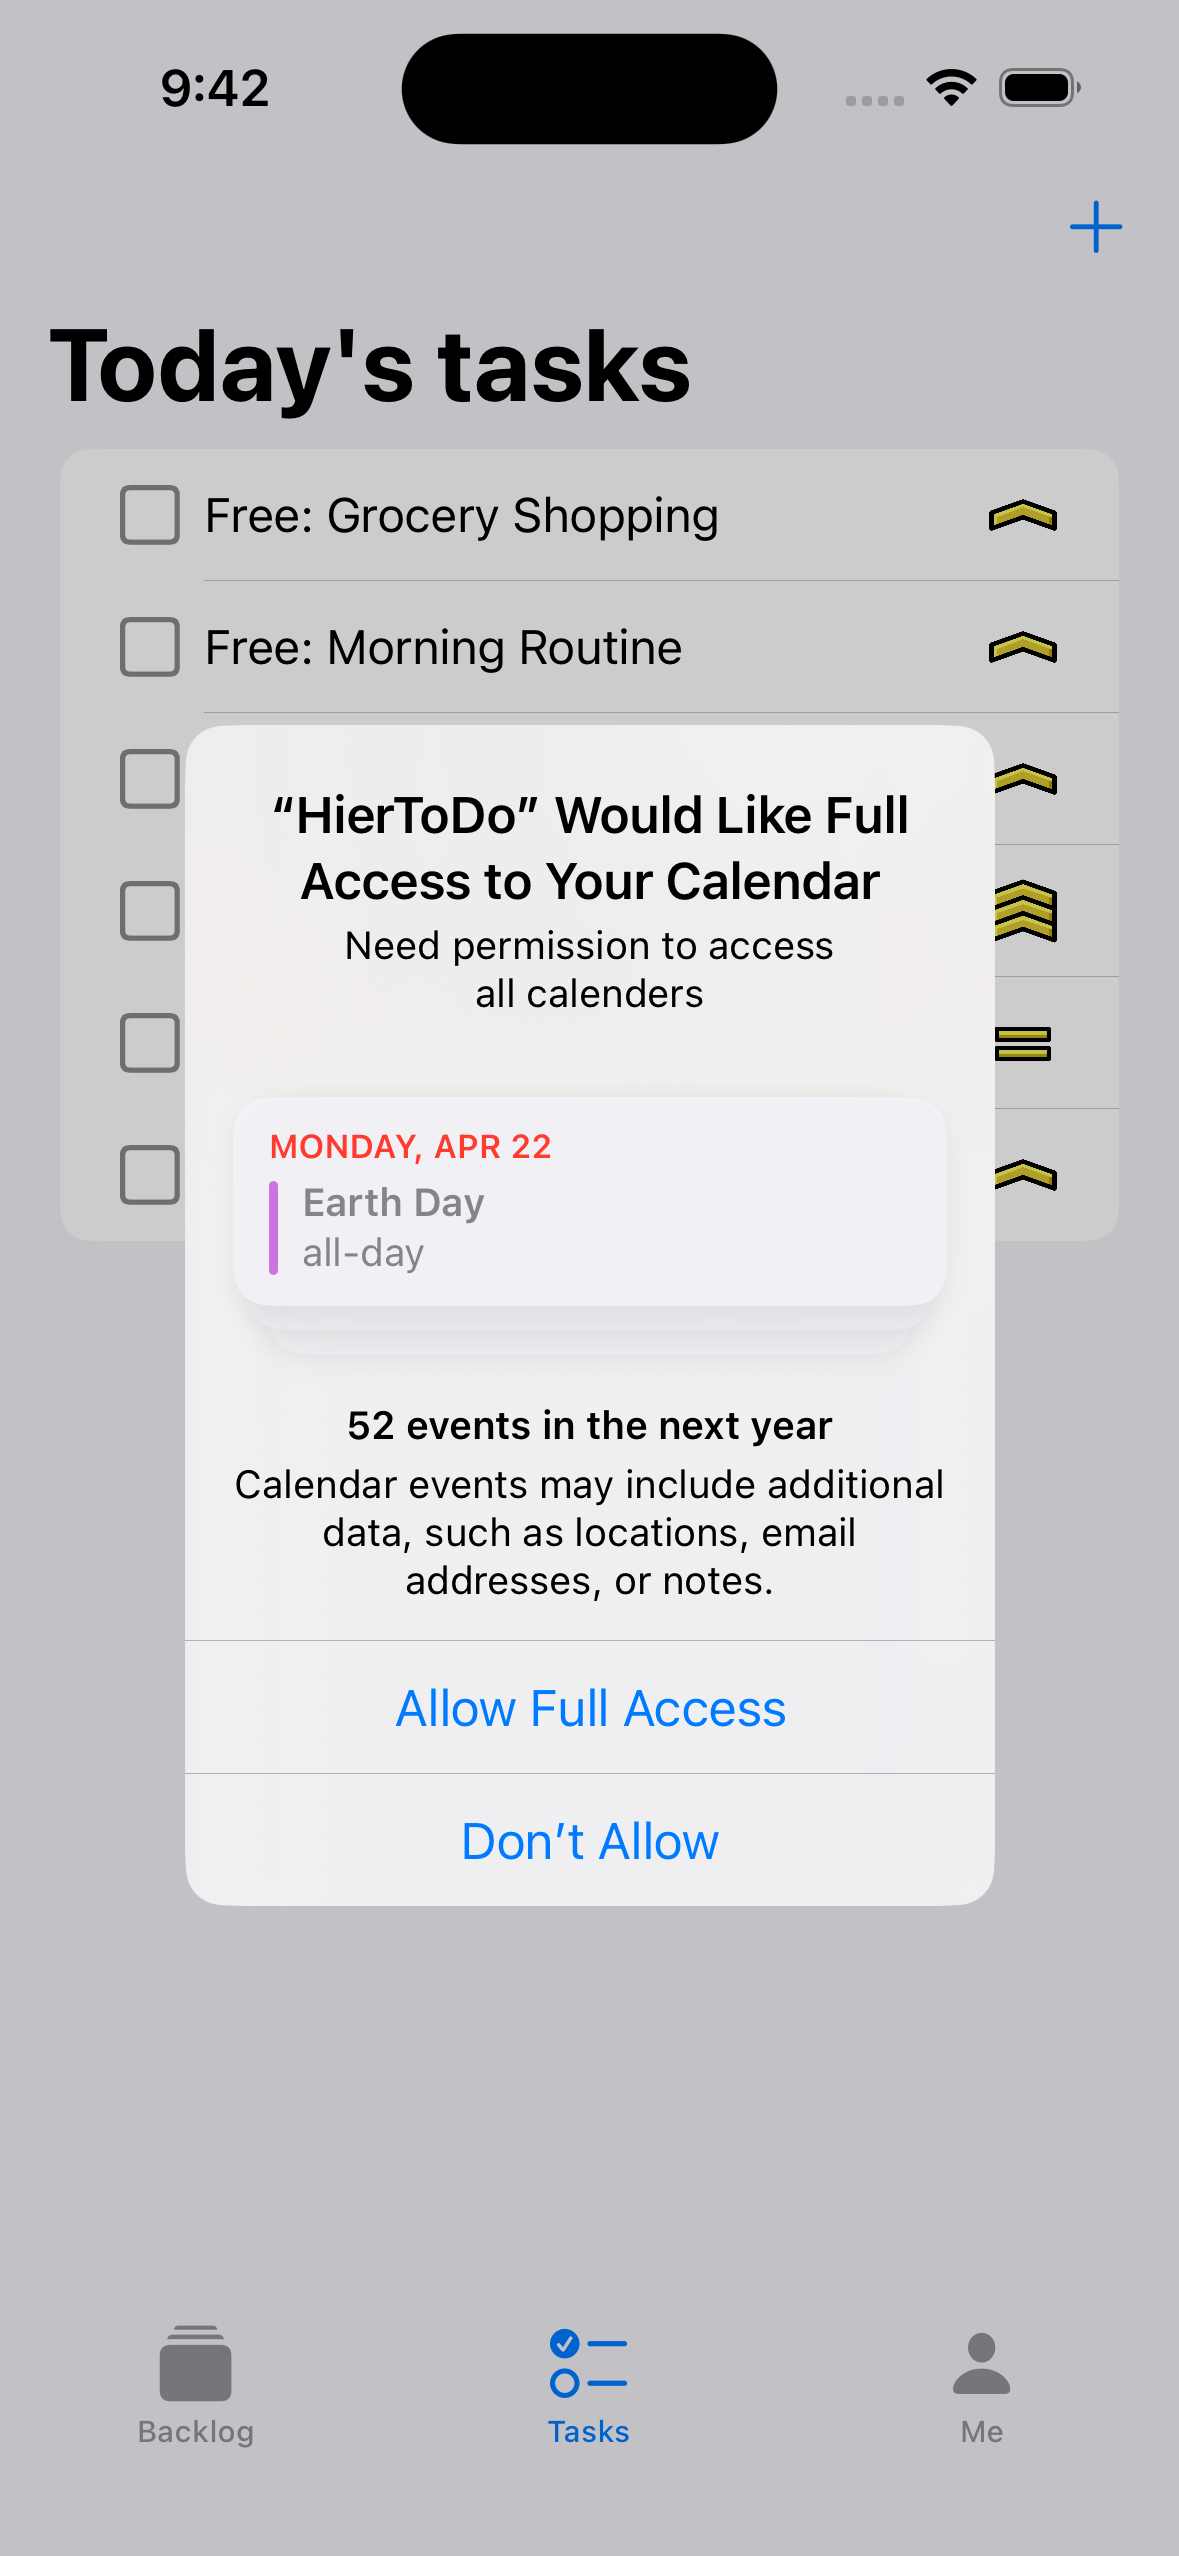 9:42
Today's tasks
Free: Grocery Shopping
Free: Morning Routine
“HierToDo” Would Like Full
Access to Your Calendar
Need permission to access
all calenders
MONDAY, APR 22
Earth Day
all-day
52 events in the next year
Calendar events may include additional
data, such as locations, email
addresses, or notes.
Allow Full Access
Don’t Allow
Backlog
Tasks
Me